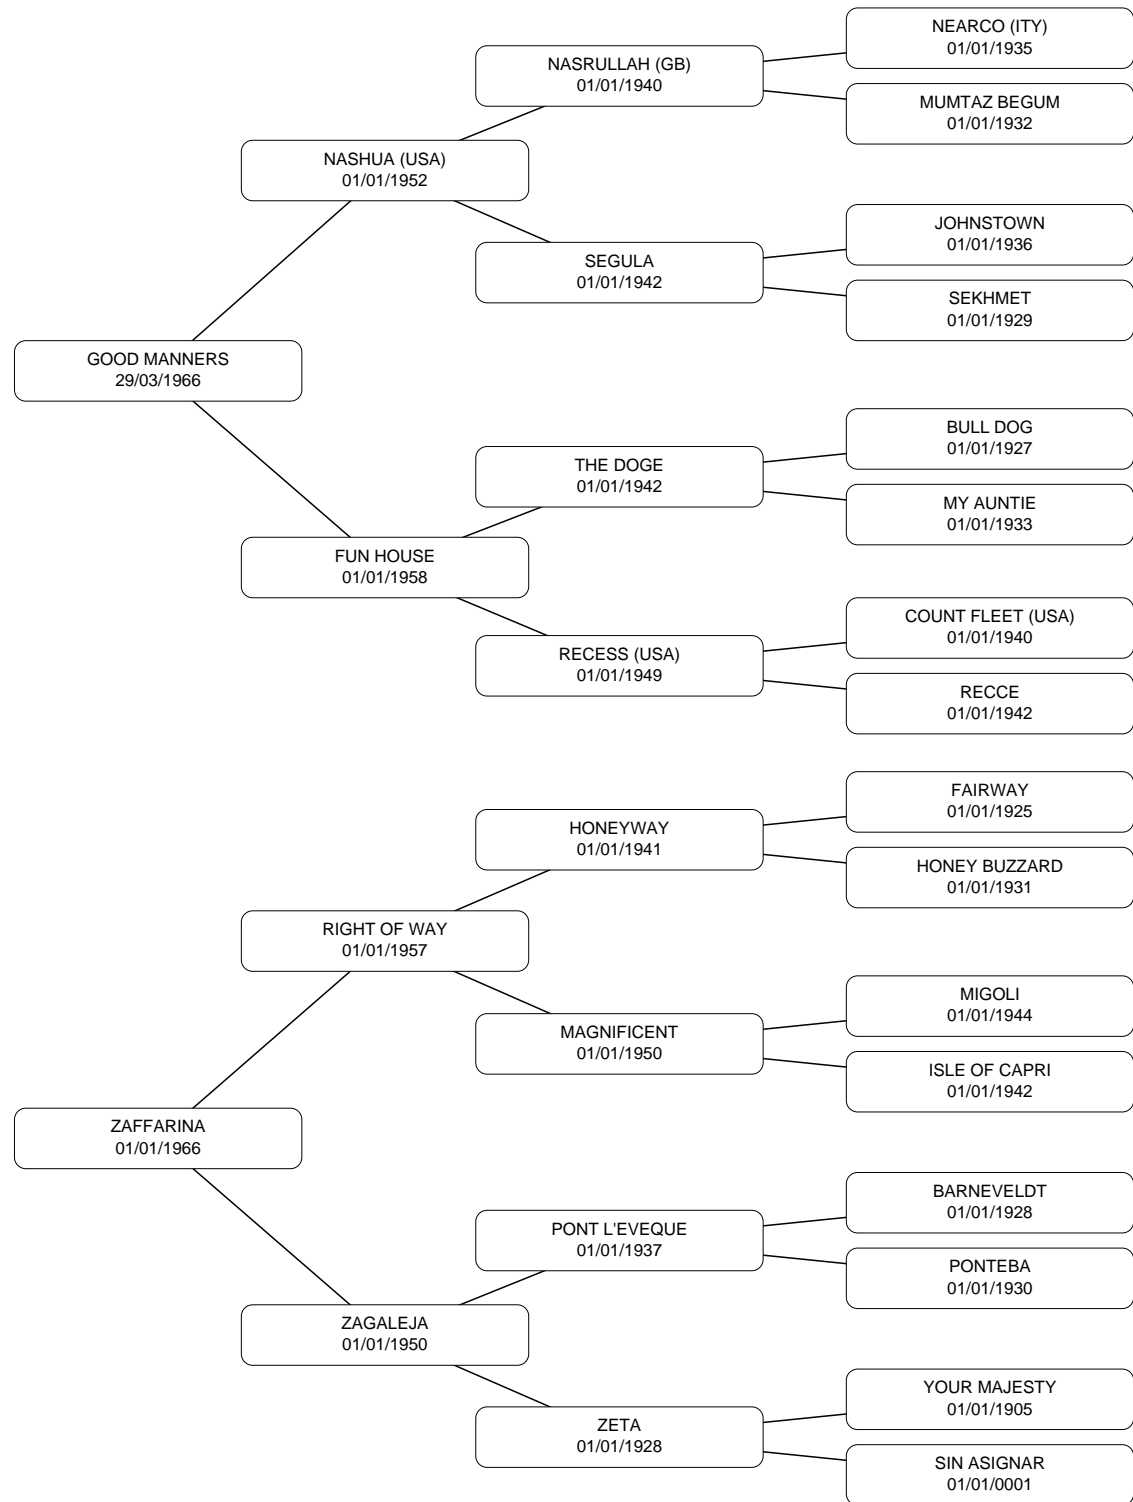 NEARCO (ITY)
01/01/1935
NASRULLAH (GB)
01/01/1940
MUMTAZ BEGUM
01/01/1932
NASHUA (USA)
01/01/1952
JOHNSTOWN
01/01/1936
SEGULA
01/01/1942
SEKHMET
01/01/1929
GOOD MANNERS
29/03/1966
BULL DOG
01/01/1927
THE DOGE
01/01/1942
MY AUNTIE
01/01/1933
FUN HOUSE
01/01/1958
COUNT FLEET (USA)
01/01/1940
RECESS (USA)
01/01/1949
RECCE
01/01/1942
FAIRWAY
01/01/1925
HONEYWAY
01/01/1941
HONEY BUZZARD
01/01/1931
RIGHT OF WAY
01/01/1957
MIGOLI
01/01/1944
MAGNIFICENT
01/01/1950
ISLE OF CAPRI
01/01/1942
ZAFFARINA
01/01/1966
BARNEVELDT
01/01/1928
PONT L'EVEQUE
01/01/1937
PONTEBA
01/01/1930
ZAGALEJA
01/01/1950
YOUR MAJESTY
01/01/1905
ZETA
01/01/1928
SIN ASIGNAR
01/01/0001